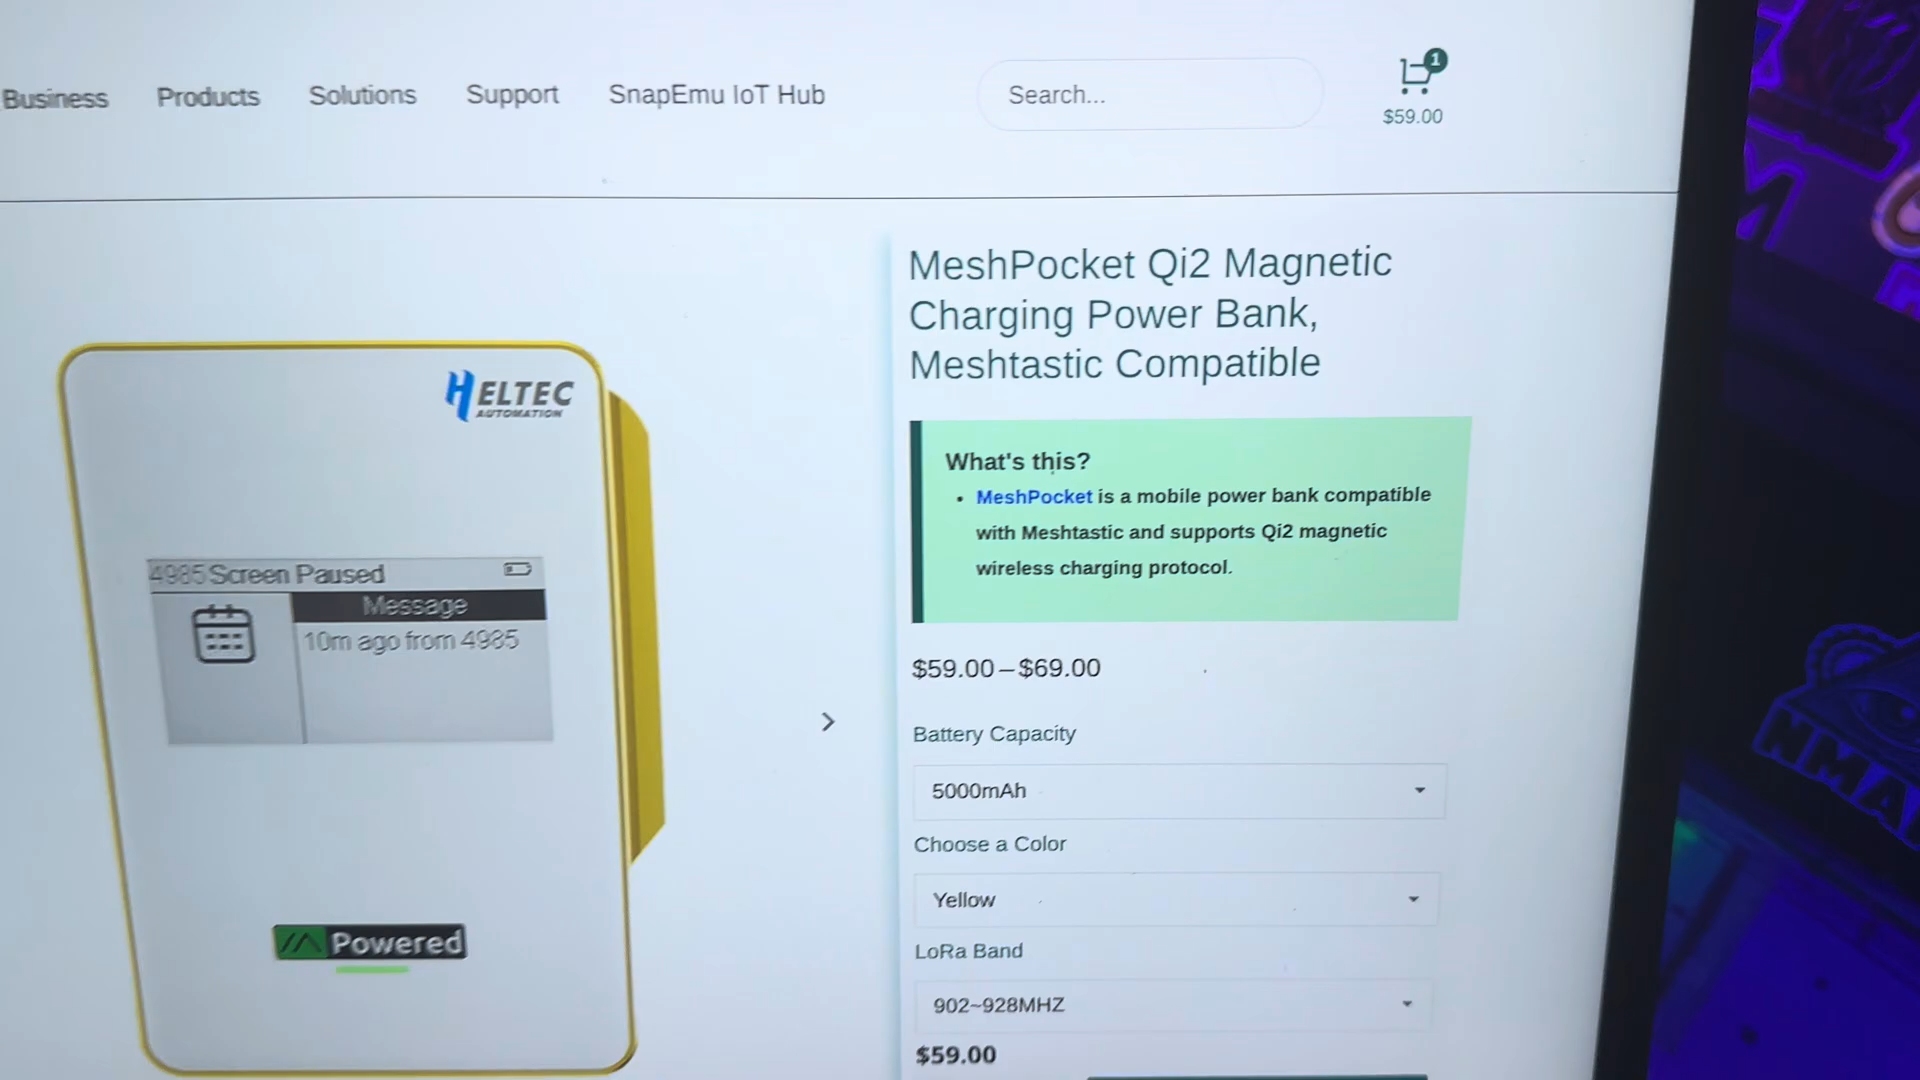 Business Products Solutions Support SnapEmu IoT Hub Search... 1
$59.00
MeshPocket Qi2 Magnetic
Charging Power Bank,
Meshtastic Compatible
HELTEC
AUTOMATION
What's this?
• MeshPocket is a mobile power bank compatible
with Meshtastic and supports Qi2 magnetic
wireless charging protocol.
4985 Screen Paused
Message
10m ago from 4985
$59.00–$69.00
Battery Capacity
5000mAh
Choose a Color
Yellow
Powered
LoRa Band
902~928MHZ
$59.00